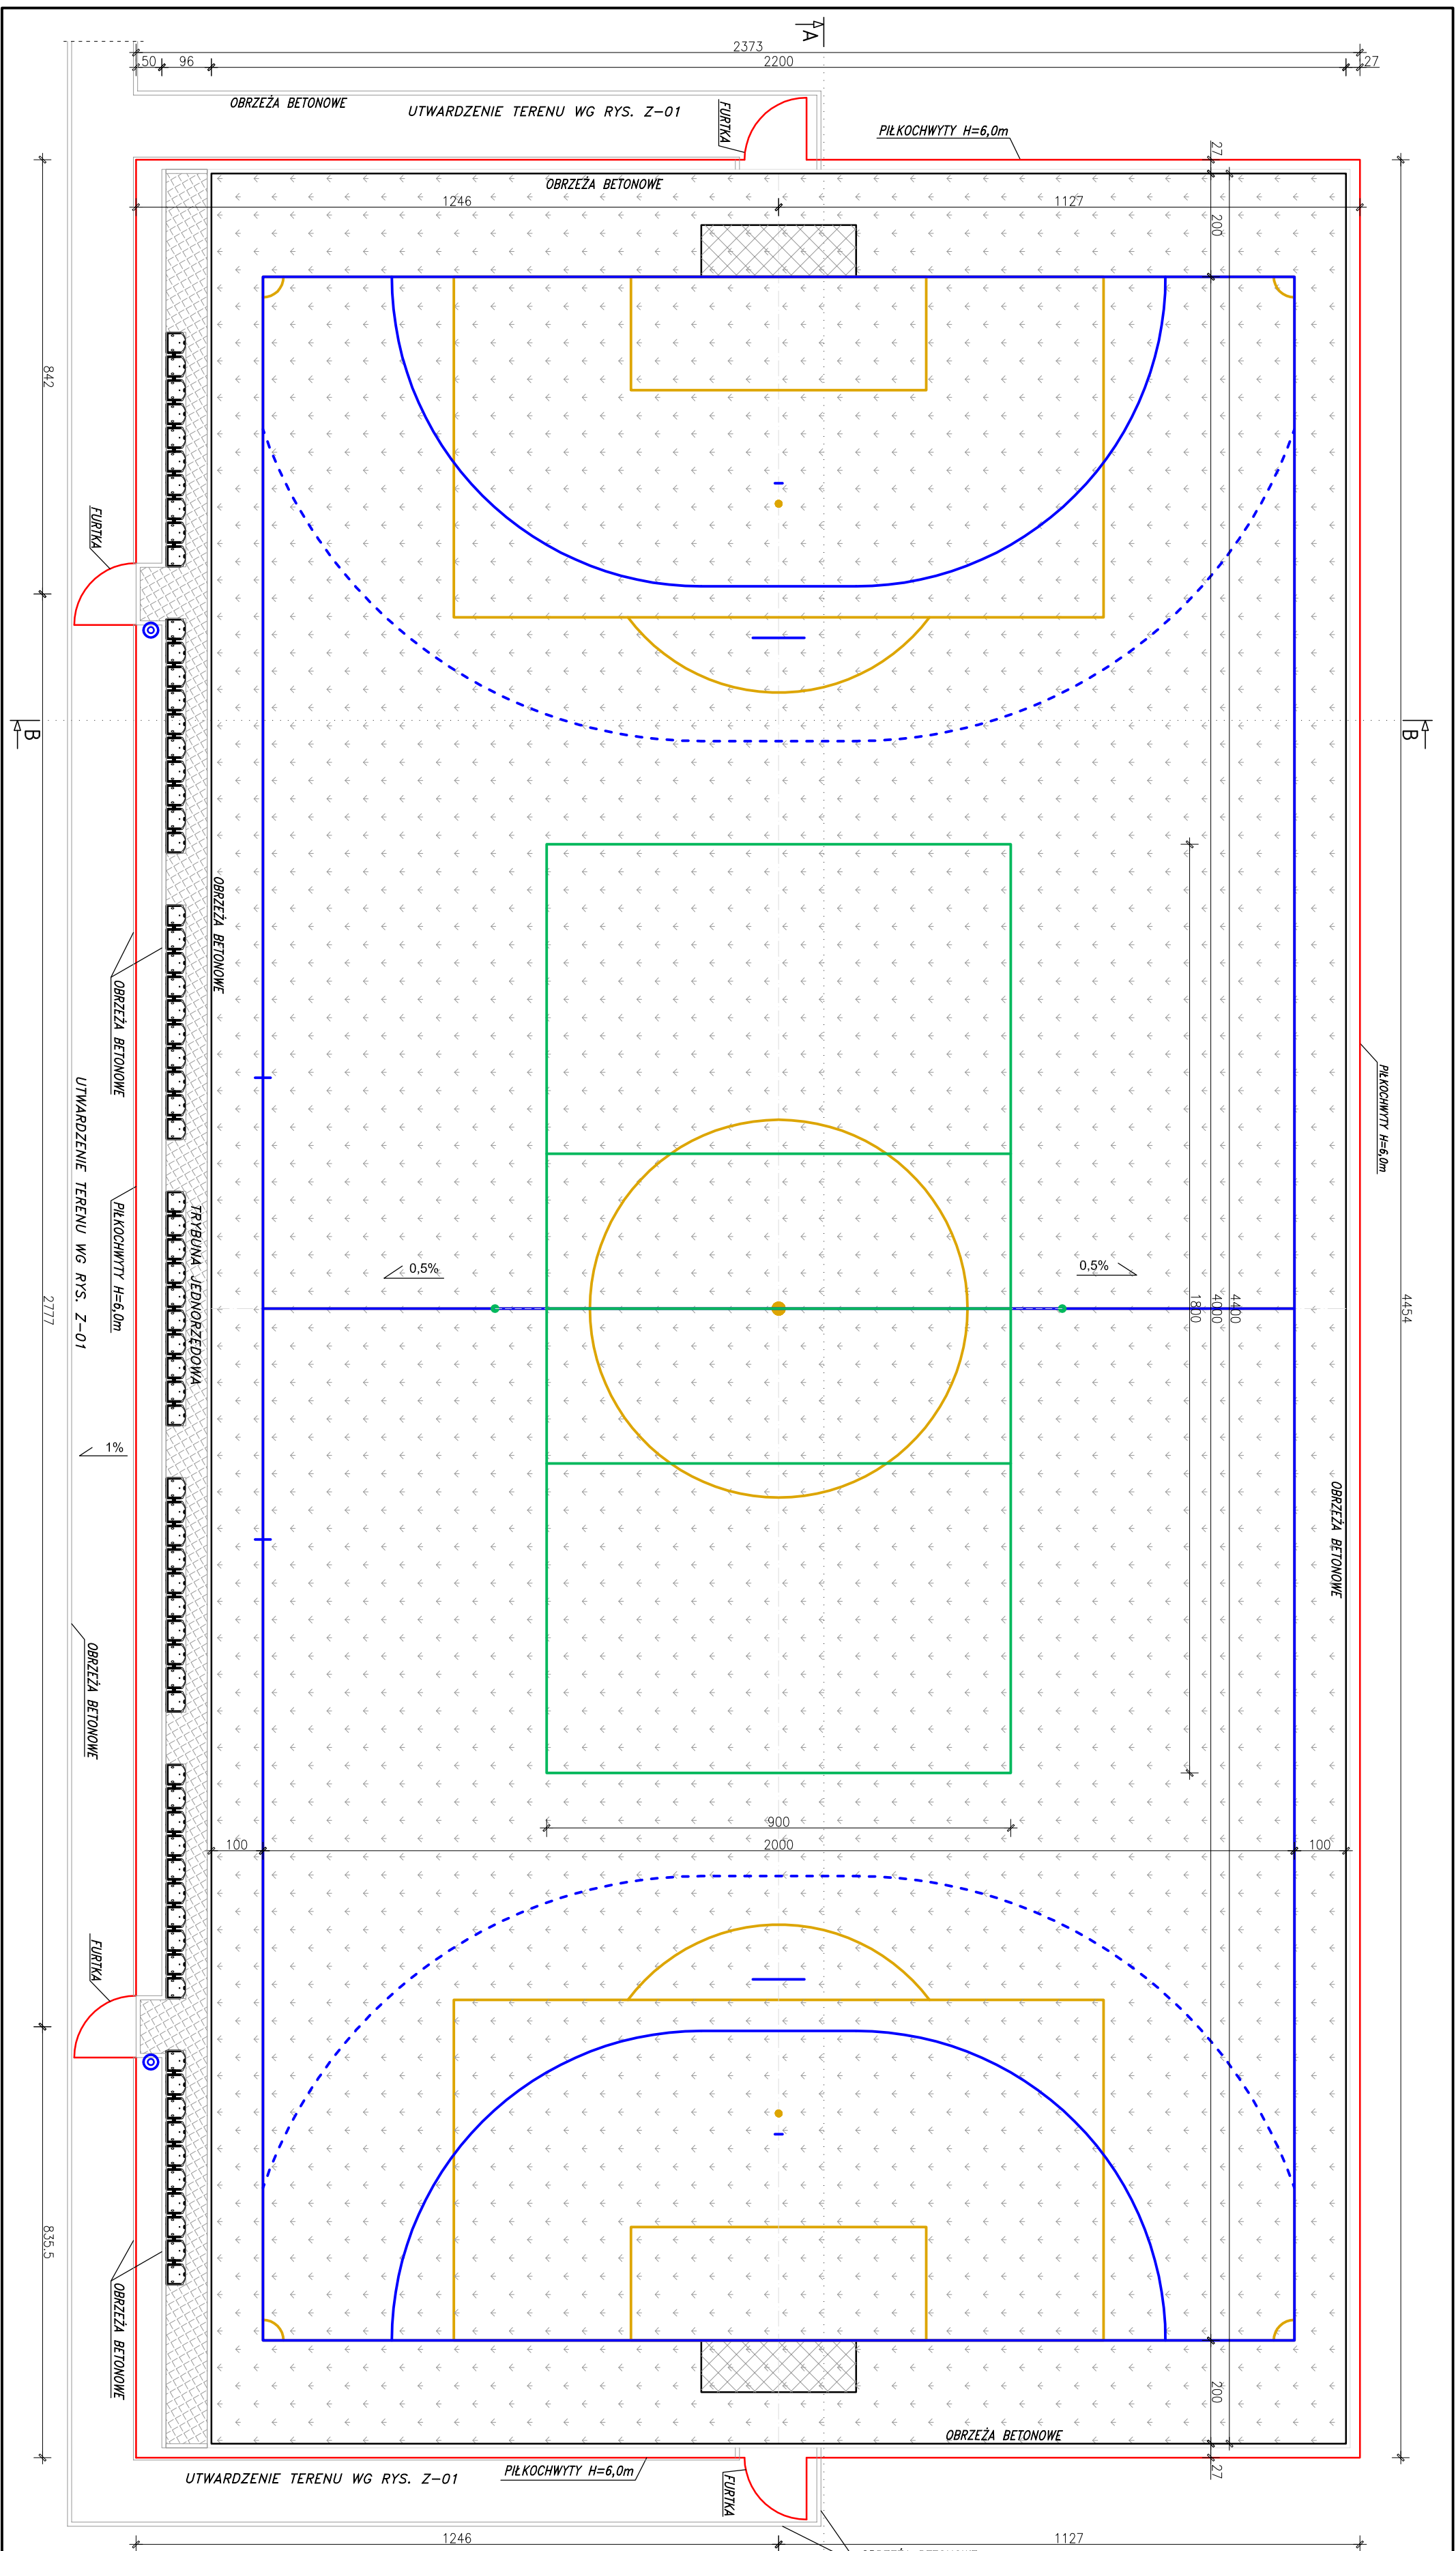 A
2373
50
96
2200
27
OBRZEŻA BETONOWE
UTWARDZENIE TERENU WG RYS. Z-01
FURTKA
PIŁKOCHWYTY H=6,0m
27
OBRZEŻA BETONOWE
1246
1127
200
842
FURTKA
B
B
OBRZEŻA BETONOWE
OBRZEŻA BETONOWE
PIŁKOCHWYTY H=6,0m
UTWARDZENIE TERENU WG RYS. Z-01
PIŁKOCHWYTY H=6,0m
TRYBUNA JEDNORZĘDOWA
0,5%
0,5%
2777
1800
4000
4400
4454
1%
OBRZEŻA BETONOWE
OBRZEŻA BETONOWE
900
100
2000
100
FURTKA
835,5
OBRZEŻA BETONOWE
200
OBRZEŻA BETONOWE
UTWARDZENIE TERENU WG RYS. Z-01
PIŁKOCHWYTY H=6,0m
FURTKA
27
1246
1127